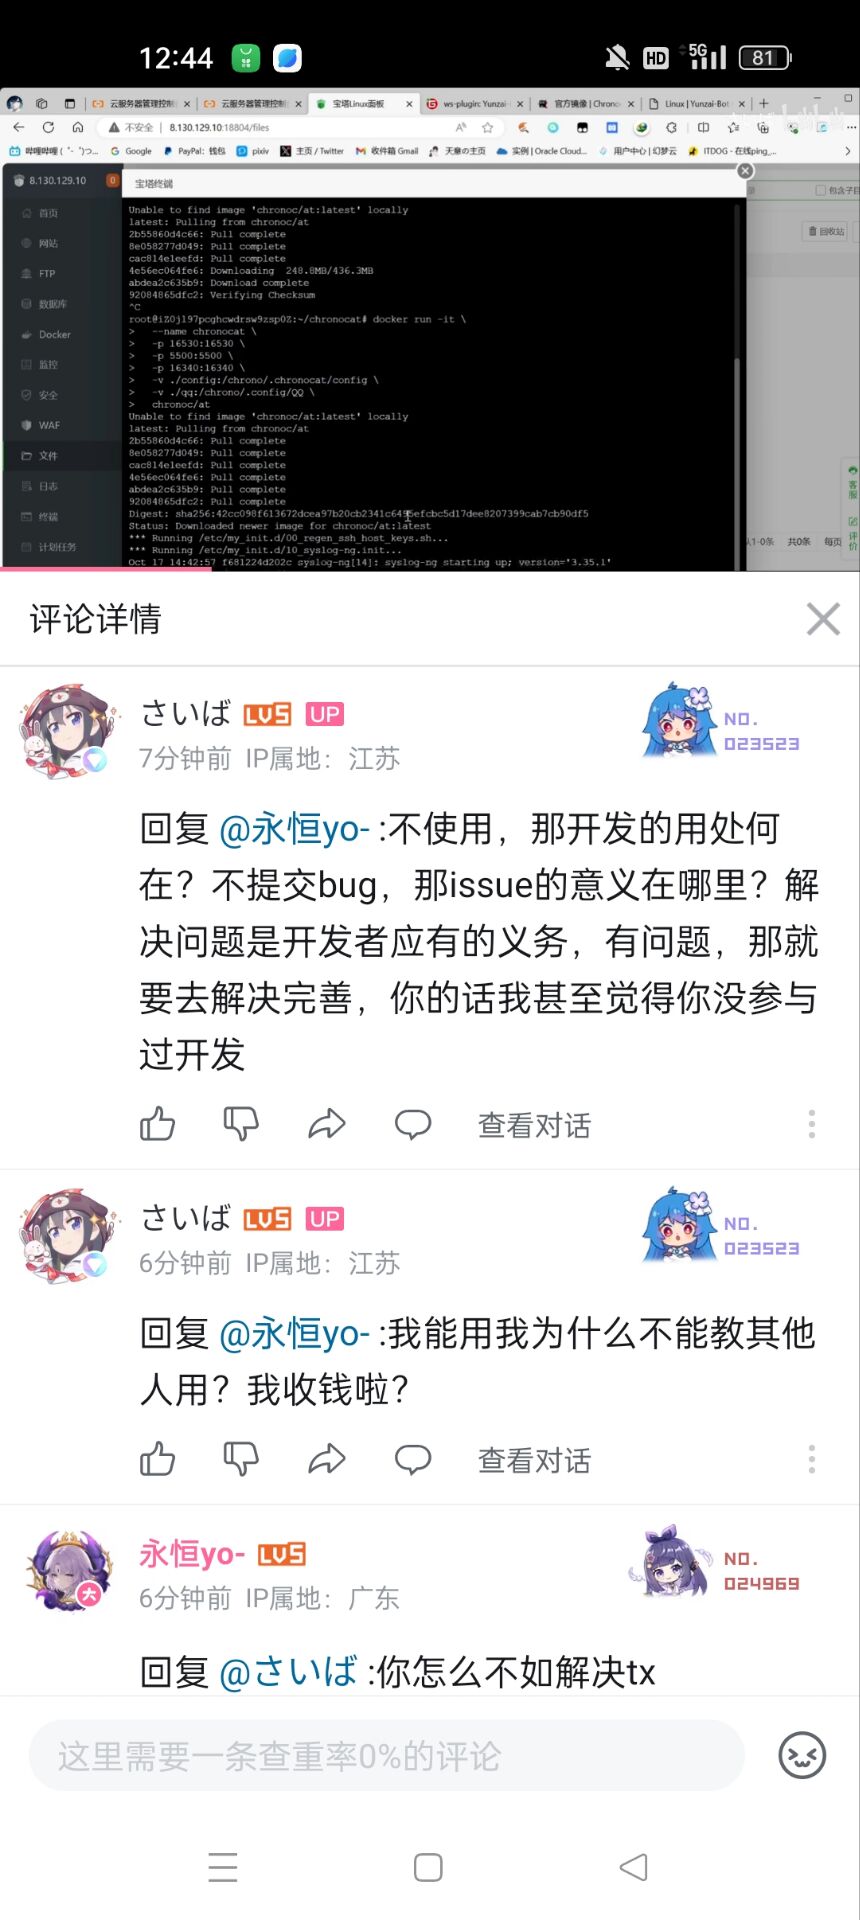 12:44
HD 5G 81
云服务器管理控制 × 云服务器管理控制 × 宝塔Linux面板 × ws-plugin: Yunzai- × 官方镜像 | Chrono × Linux | Yunzai-Bot × +
不安全 8.130.129.10:18804/files
哔哩哔哩 (゜-゜)つ... Google PayPal: 钱包 pixiv 主页 / Twitter 收件箱 Gmail 天意の主页 实例 | Oracle Cloud... 用户中心 | 幻梦云 ITDOG - 在线ping_...
8.130.129.10 0
宝塔终端
包含子目
回收站
首页
网站
FTP
数据库
Docker
监控
安全
WAF
文件
日志
终端
计划任务
Unable to find image 'chronoc/at:latest' locally
latest: Pulling from chronoc/at
2b55860d4c66: Pull complete
8e058277d049: Pull complete
cac814e1eefd: Pull complete
4e56ec064fe6: Downloading 248.8MB/436.3MB
abdea2c635b9: Download complete
92084865dfc2: Verifying Checksum
^C
root@iZ0jl97pcghcwdrsw9zsp0Z:~/chronocat# docker run -it \
> --name chronocat \
> -p 16530:16530 \
> -p 5500:5500 \
> -p 16340:16340 \
> -v ./config:/chrono/.chronocat/config \
> -v ./qq:/chrono/.config/QQ \
> chronoc/at
Unable to find image 'chronoc/at:latest' locally
latest: Pulling from chronoc/at
2b55860d4c66: Pull complete
8e058277d049: Pull complete
cac814e1eefd: Pull complete
4e56ec064fe6: Pull complete
abdea2c635b9: Pull complete
92084865dfc2: Pull complete
Status: Downloaded newer image for chronoc/at:latest
*** Running /etc/my_init.d/00_regen_ssh_host_keys.sh...
*** Running /etc/my_init.d/10_syslog-ng.init...
Oct 17 14:42:57 f681224d202c syslog-ng[14]: syslog-ng starting up; version='3.35.1'
客服
评价
共0条 每页
评论详情
さいば LV5 UP
NO.
023523
7分钟前 IP属地：江苏
回复 @永恒yo- :不使用，那开发的用处何
在？不提交bug，那issue的意义在哪里？解
决问题是开发者应有的义务，有问题，那就
要去解决完善，你的话我甚至觉得你没参与
过开发
查看对话
さいば LV5 UP
NO.
023523
6分钟前 IP属地：江苏
回复 @永恒yo- :我能用我为什么不能教其他
人用？我收钱啦？
查看对话
永恒yo- LV5
NO.
024969
大
6分钟前 IP属地：广东
回复 @さいば :你怎么不如解决tx
这里需要一条查重率0%的评论